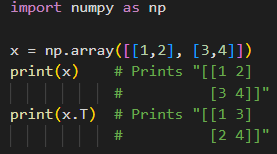 import numpy as np

x = np.array([[1,2], [3,4]])
print(x)    # Prints "[[1 2]
            #          [3 4]]"
print(x.T)  # Prints "[[1 3]
            #          [2 4]]"